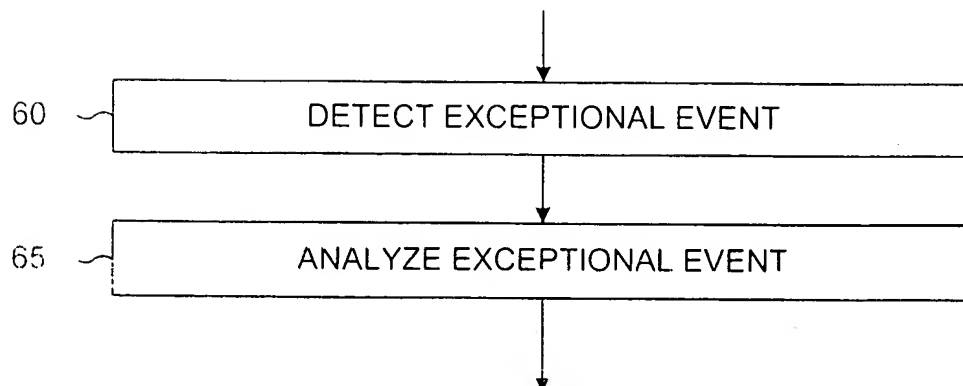 60 DETECT EXCEPTIONAL EVENT
65 ANALYZE EXCEPTIONAL EVENT